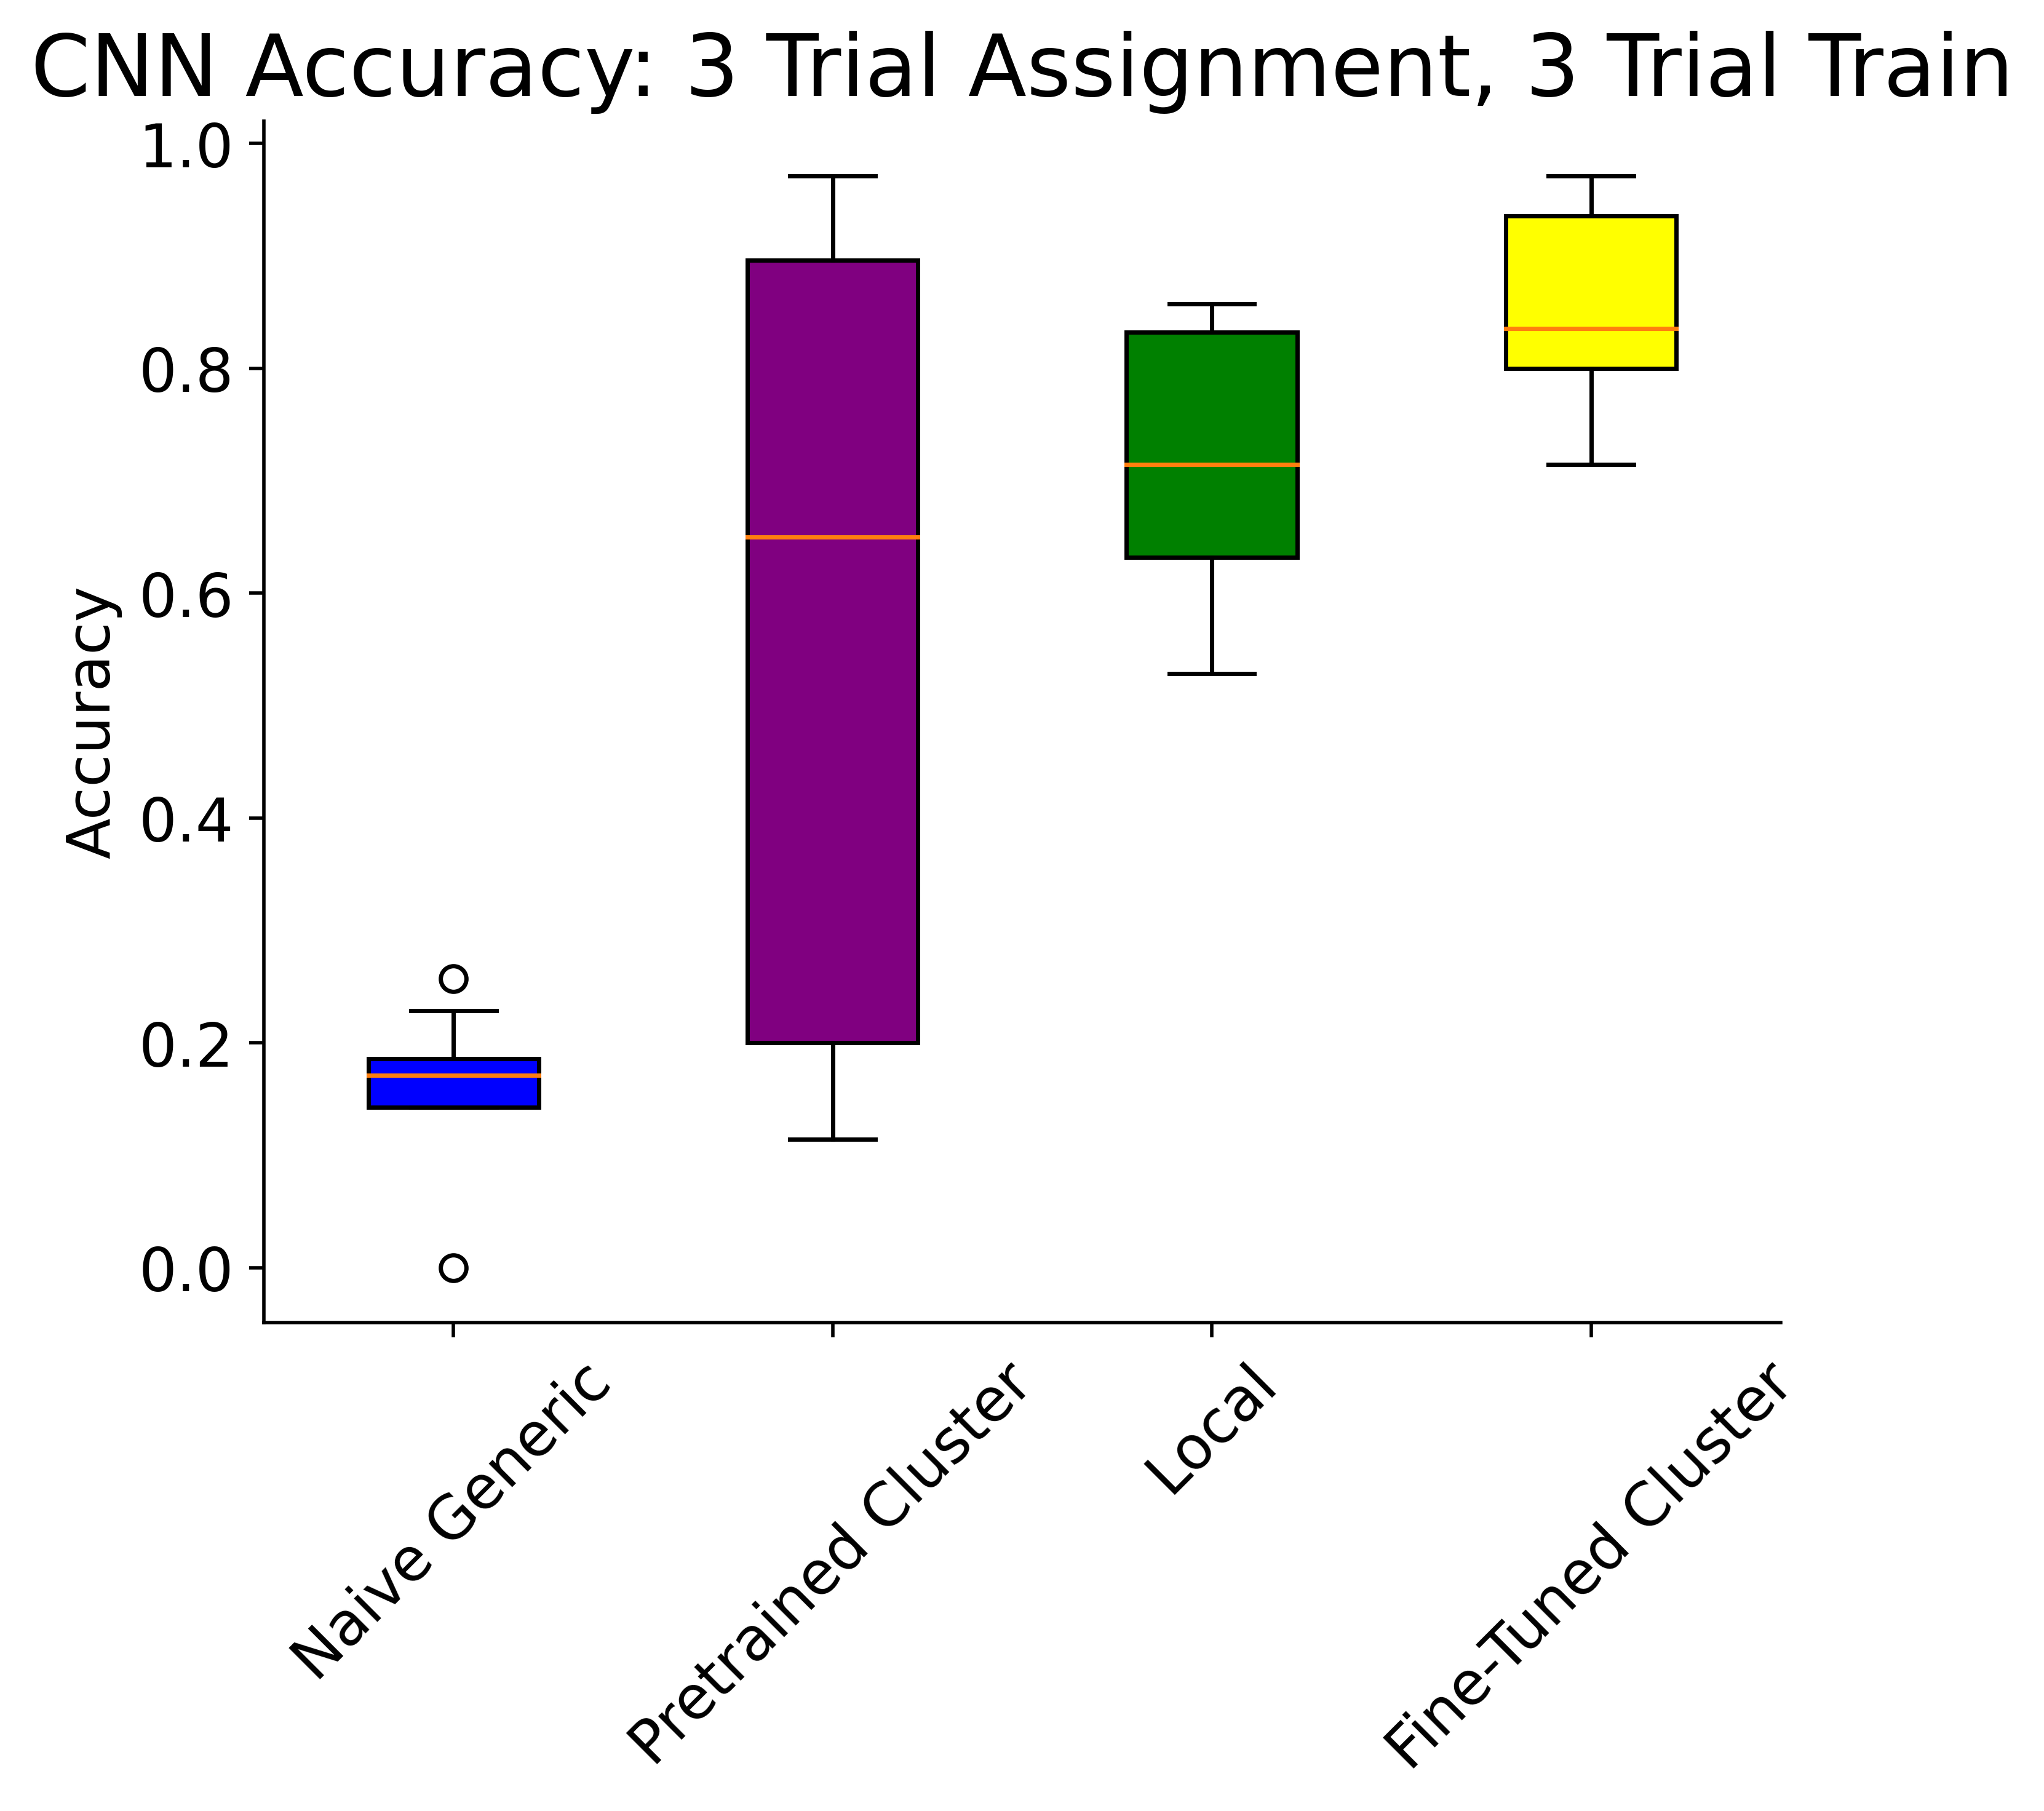 CNN Accuracy: 3 Trial Assignment, 3 Trial Train
1.0
0.8
0.6
0.4
0.2
0.0
Accuracy
Naive Generic
Pretrained Cluster
Local
Fine-Tuned Cluster